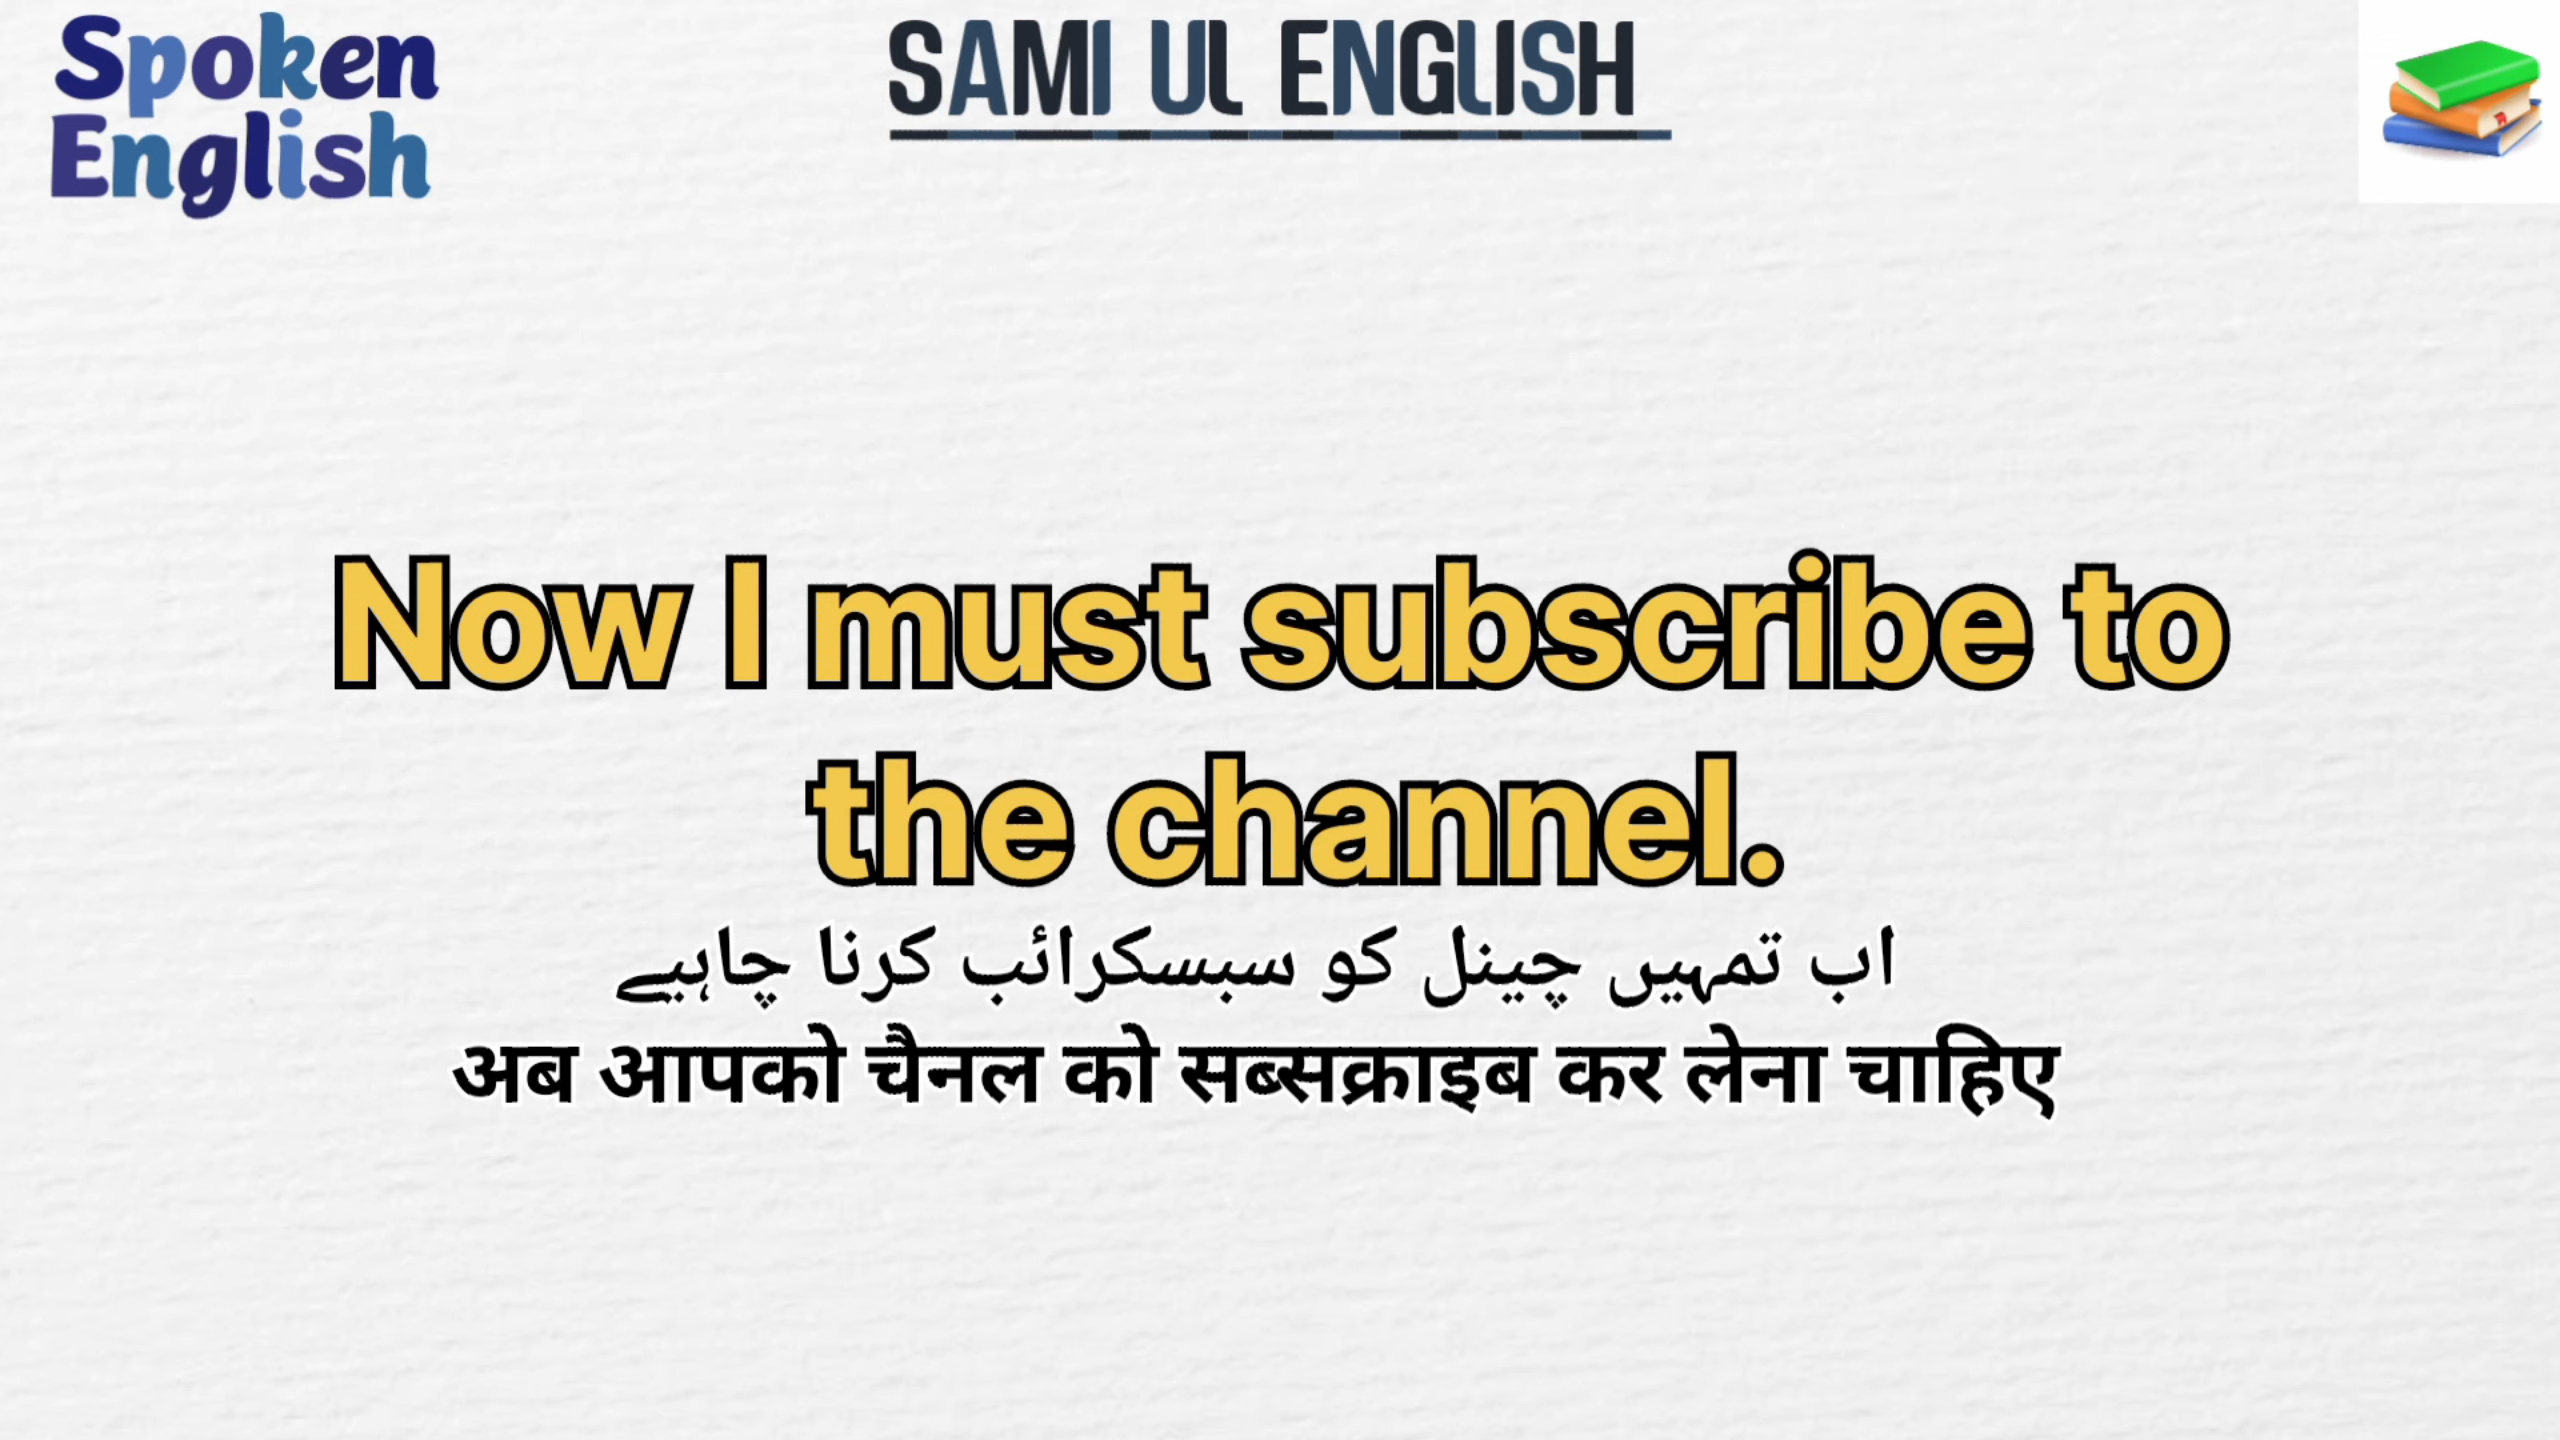 Spoken
English
SAMI UL ENGLISH
Now I must subscribe to
the channel.
اب تمہیں چینل کو سبسکرائب کرنا چاہیے
अब आपको चैनल को सब्सक्राइब कर लेना चाहिए